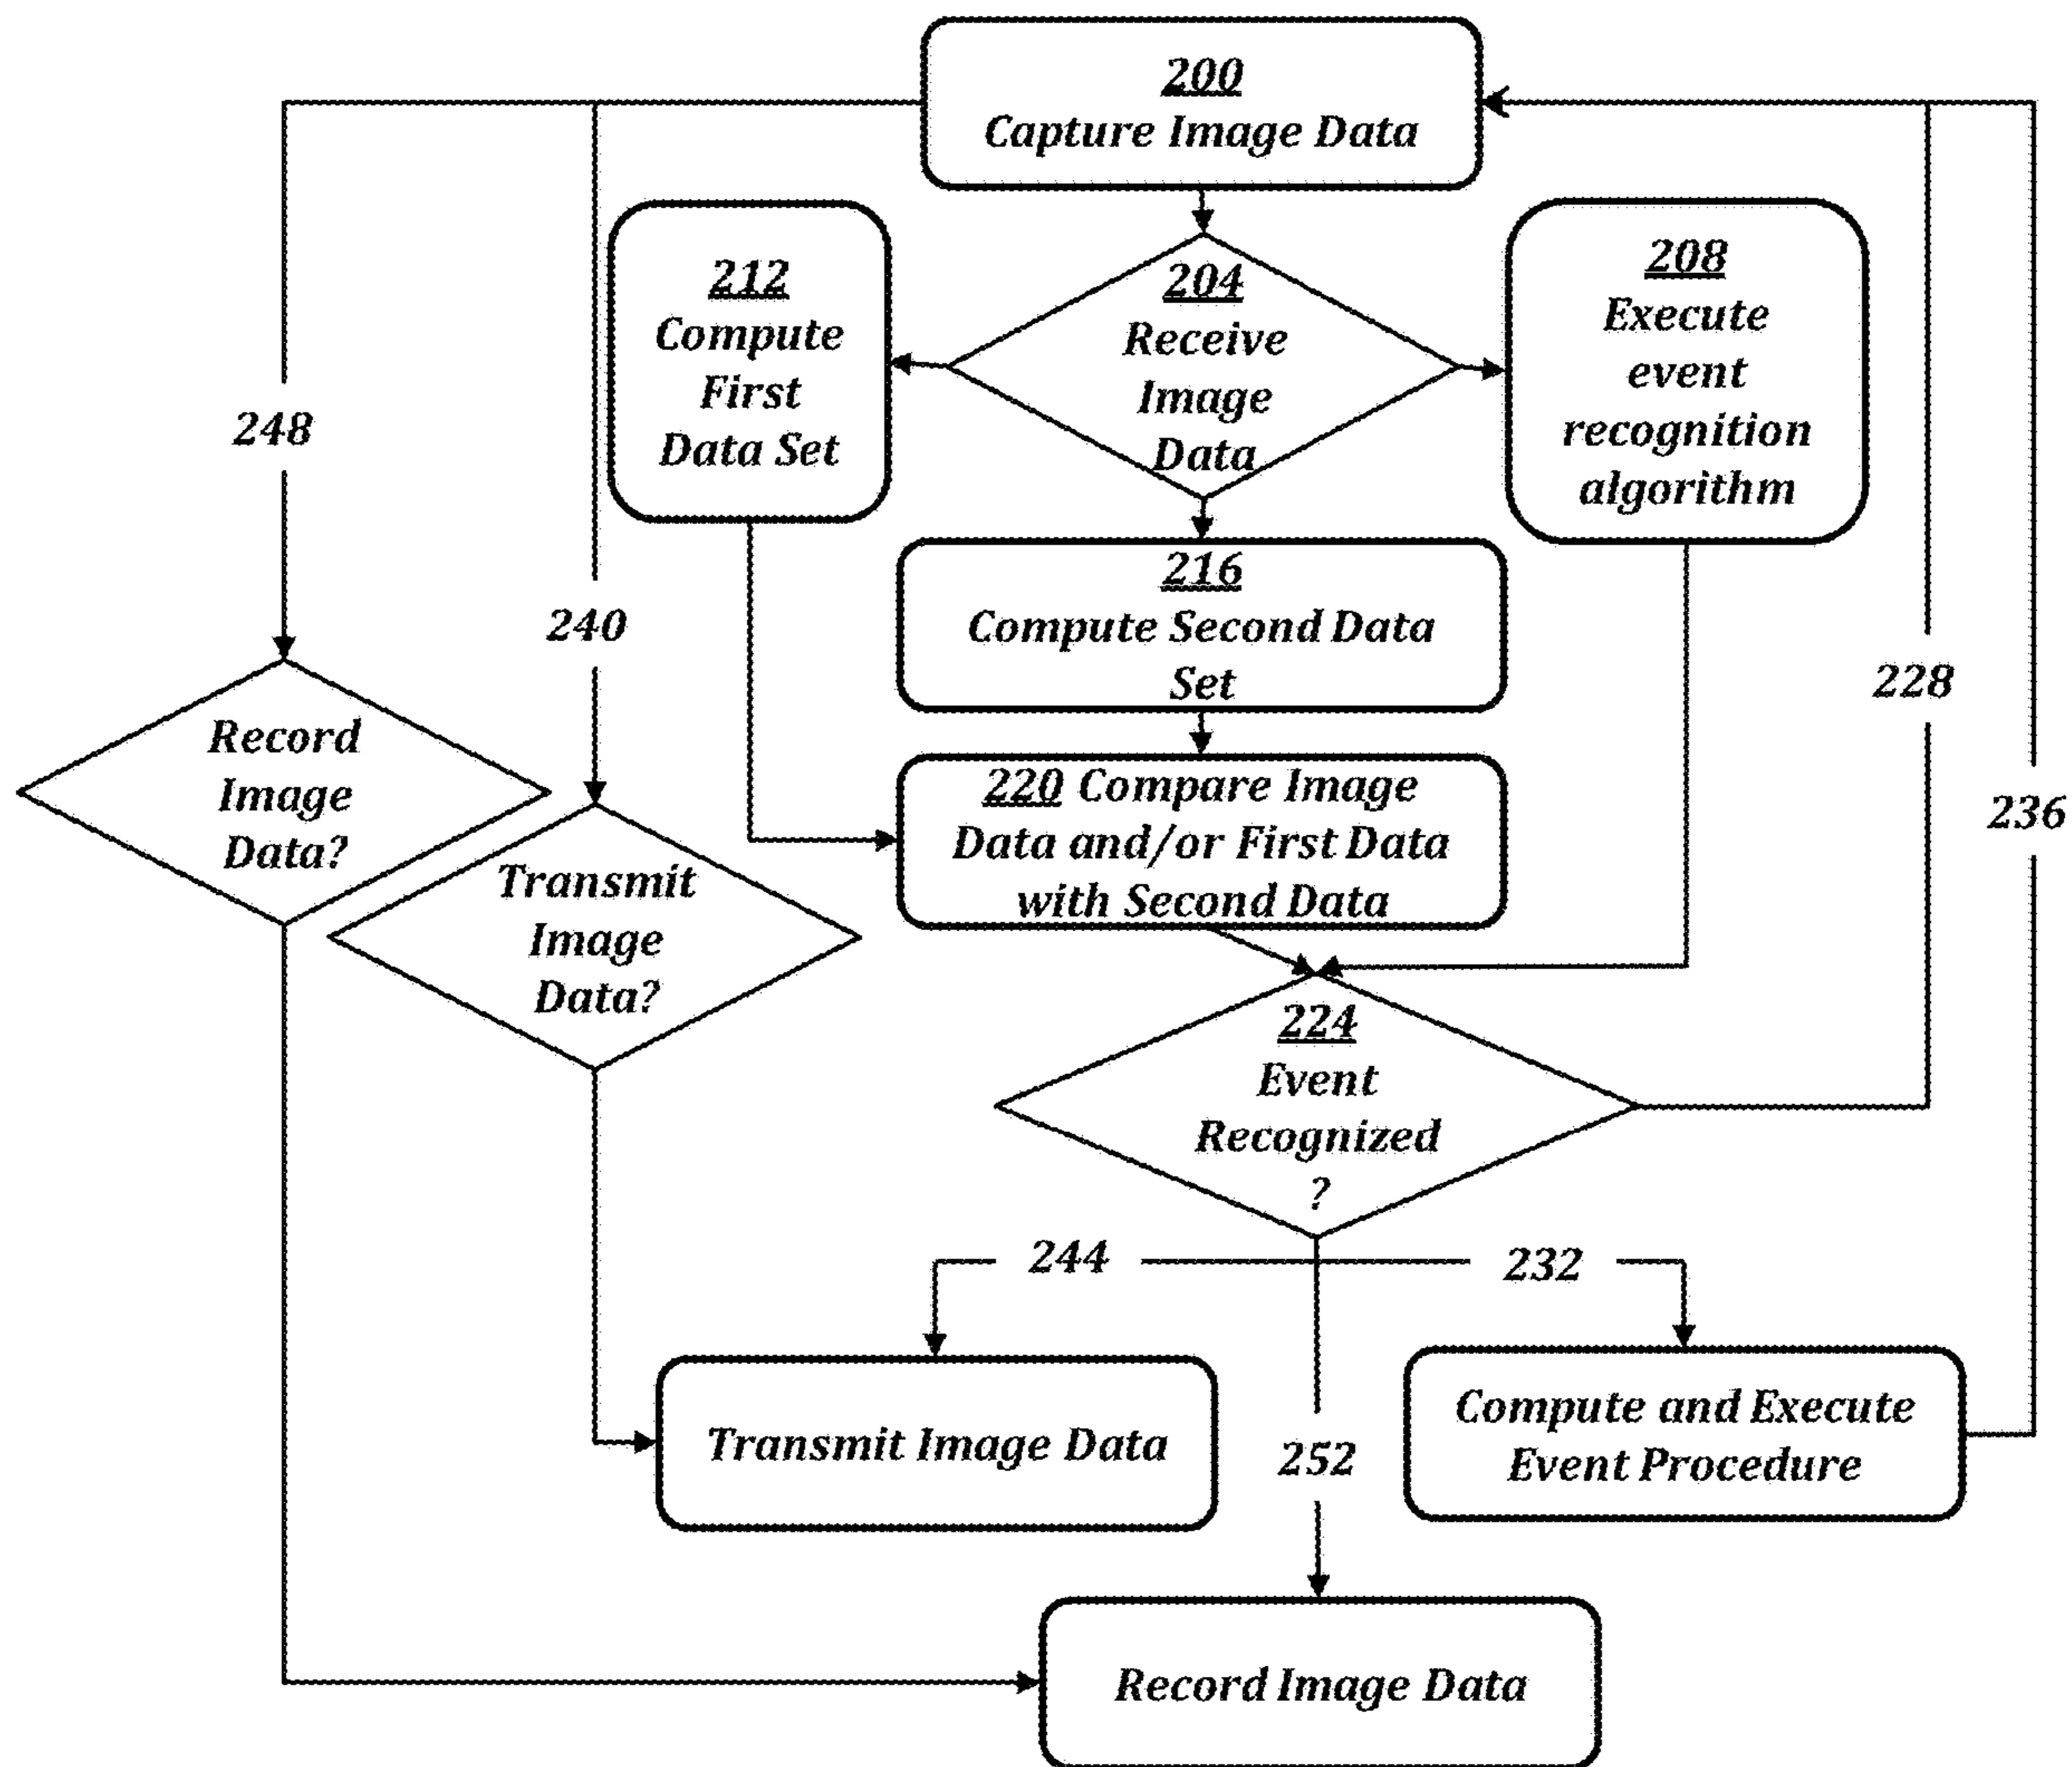 200
Capture Image Data
212
Compute
First
Data Set
204
Receive
Image
Data
208
Execute
event
recognition
algorithm
248
240
216
Compute Second Data
Set
228
236
Record
Image
Data?
220 Compare Image
Data and/or First Data
with Second Data
Transmit
Image
Data?
224
Event
Recognized
?
244
232
Transmit Image Data
252
Compute and Execute
Event Procedure
Record Image Data